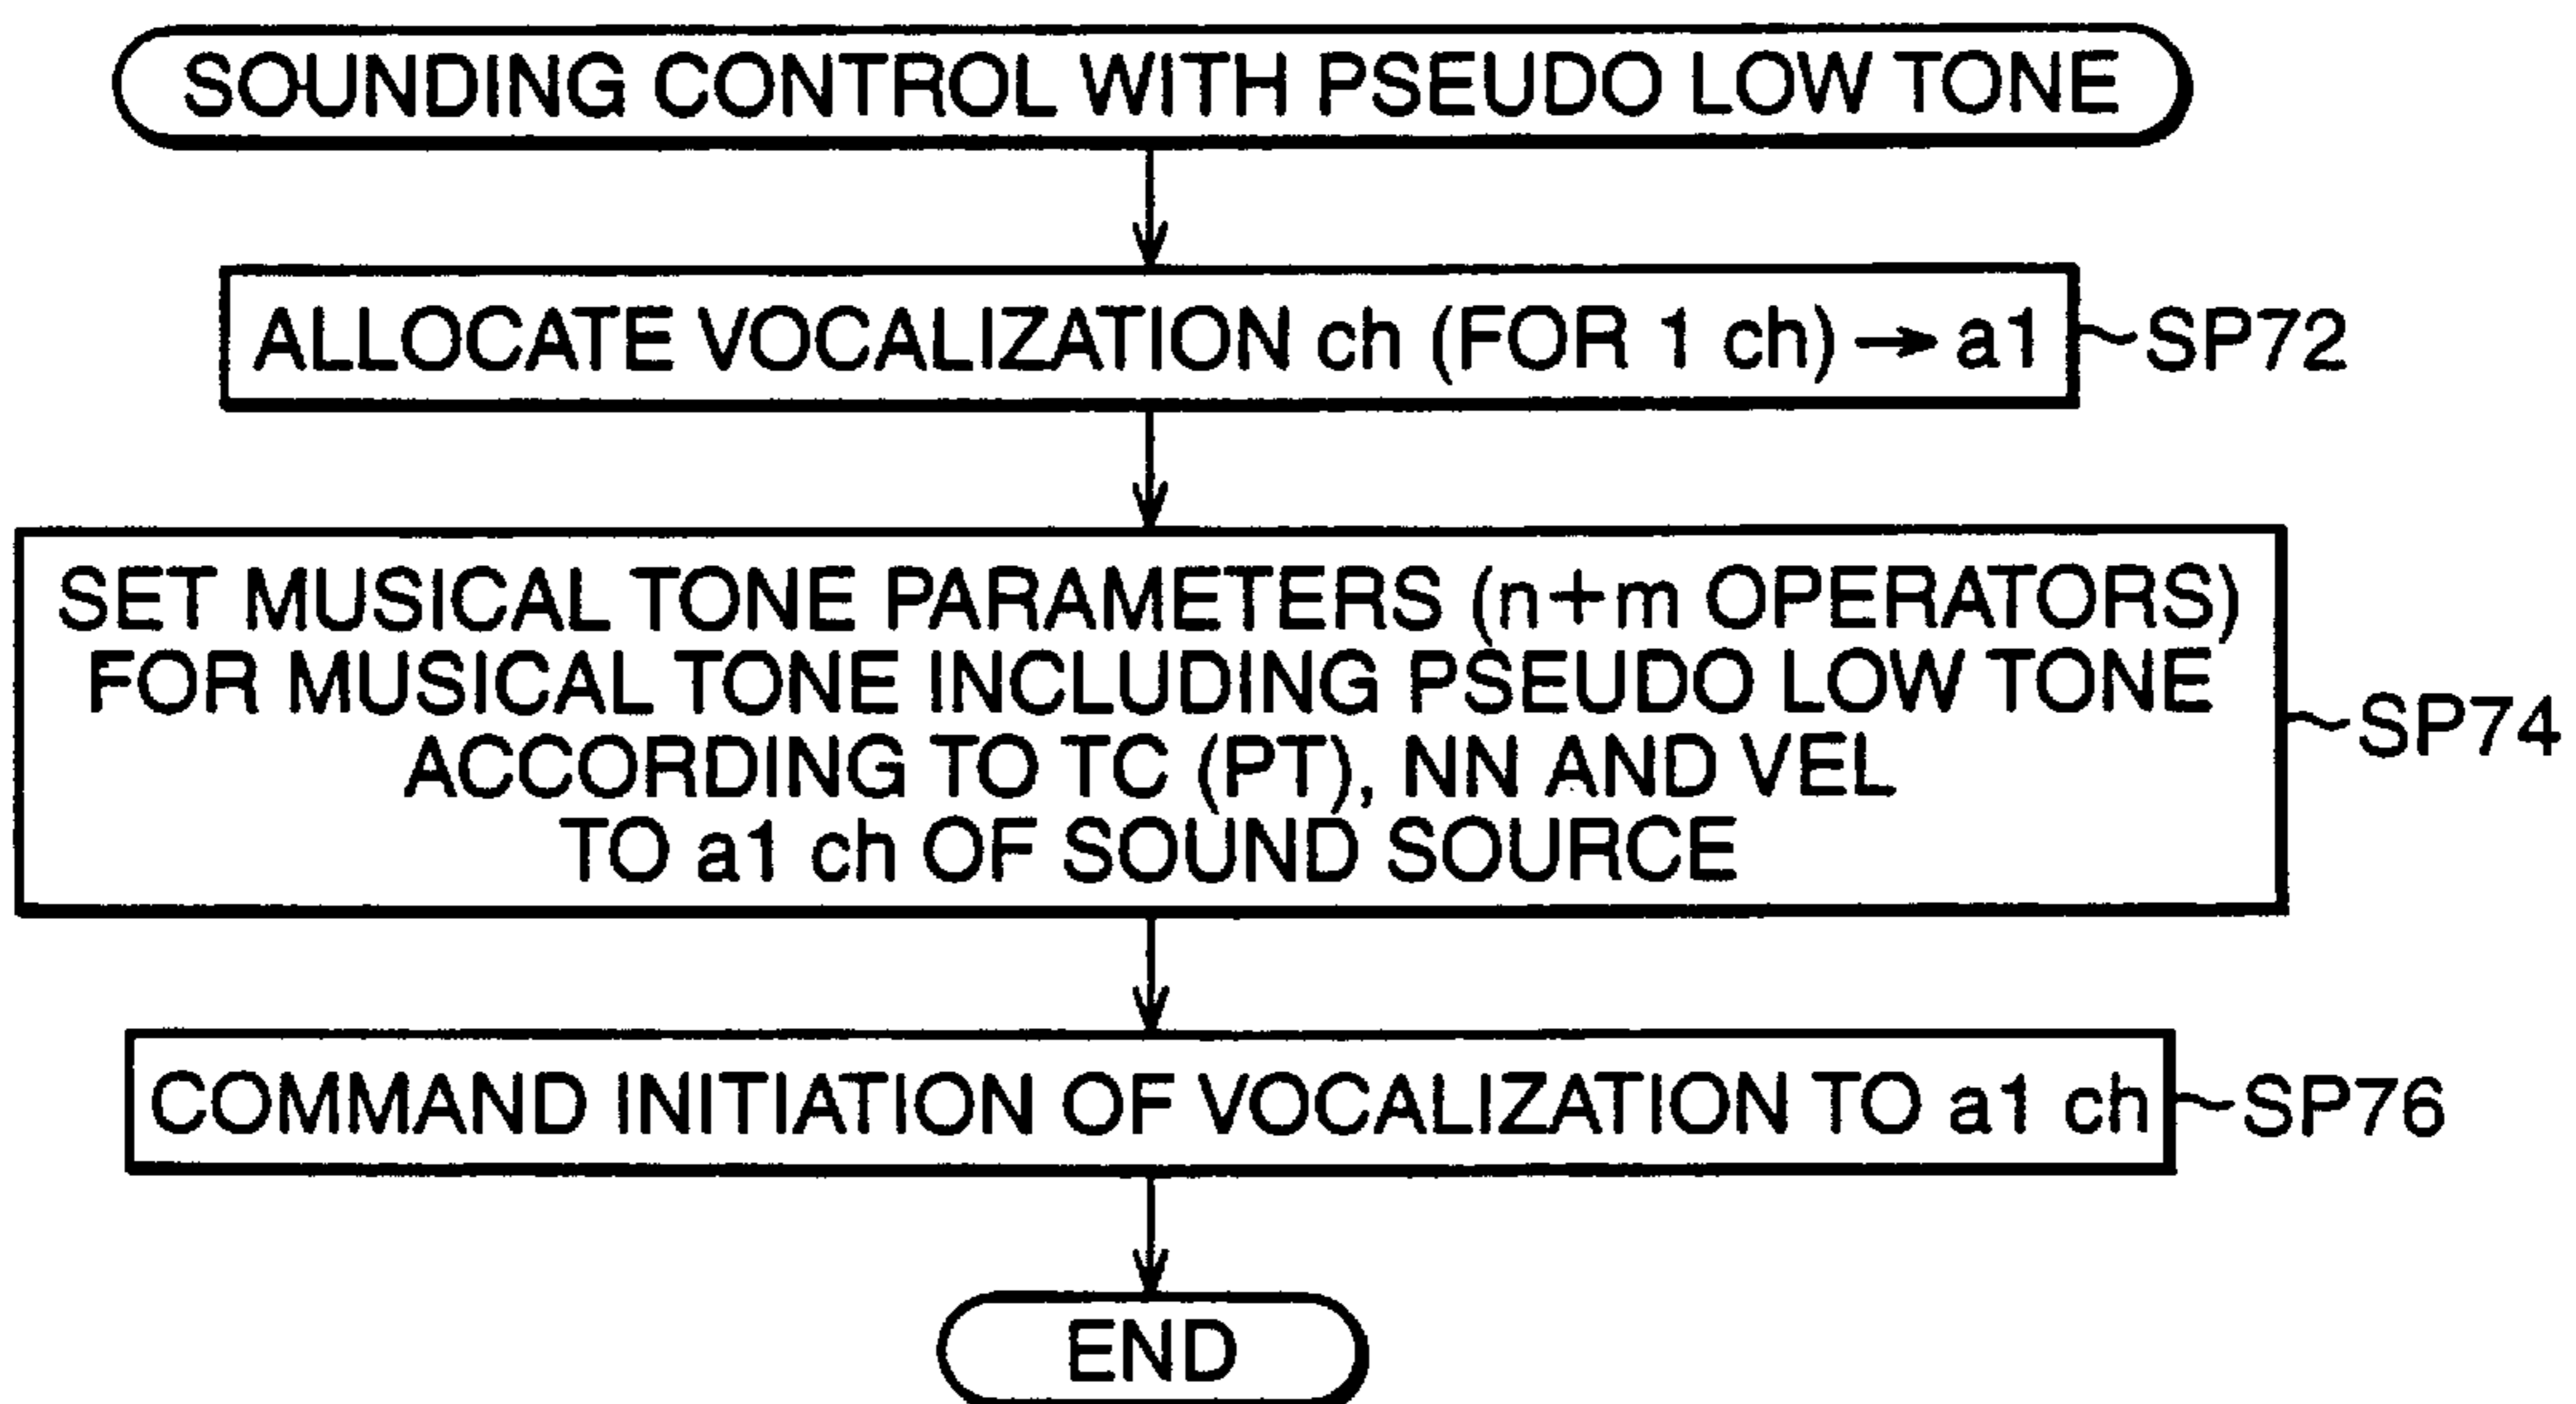 SOUNDING CONTROL WITH PSEUDO LOW TONE
ALLOCATE VOCALIZATION ch (FOR 1 ch) → a1
SP72
SET MUSICAL TONE PARAMETERS (n+m OPERATORS)
FOR MUSICAL TONE INCLUDING PSEUDO LOW TONE
ACCORDING TO TC (PT), NN AND VEL
TO a1 ch OF SOUND SOURCE
SP74
COMMAND INITIATION OF VOCALIZATION TO a1 ch
SP76
END